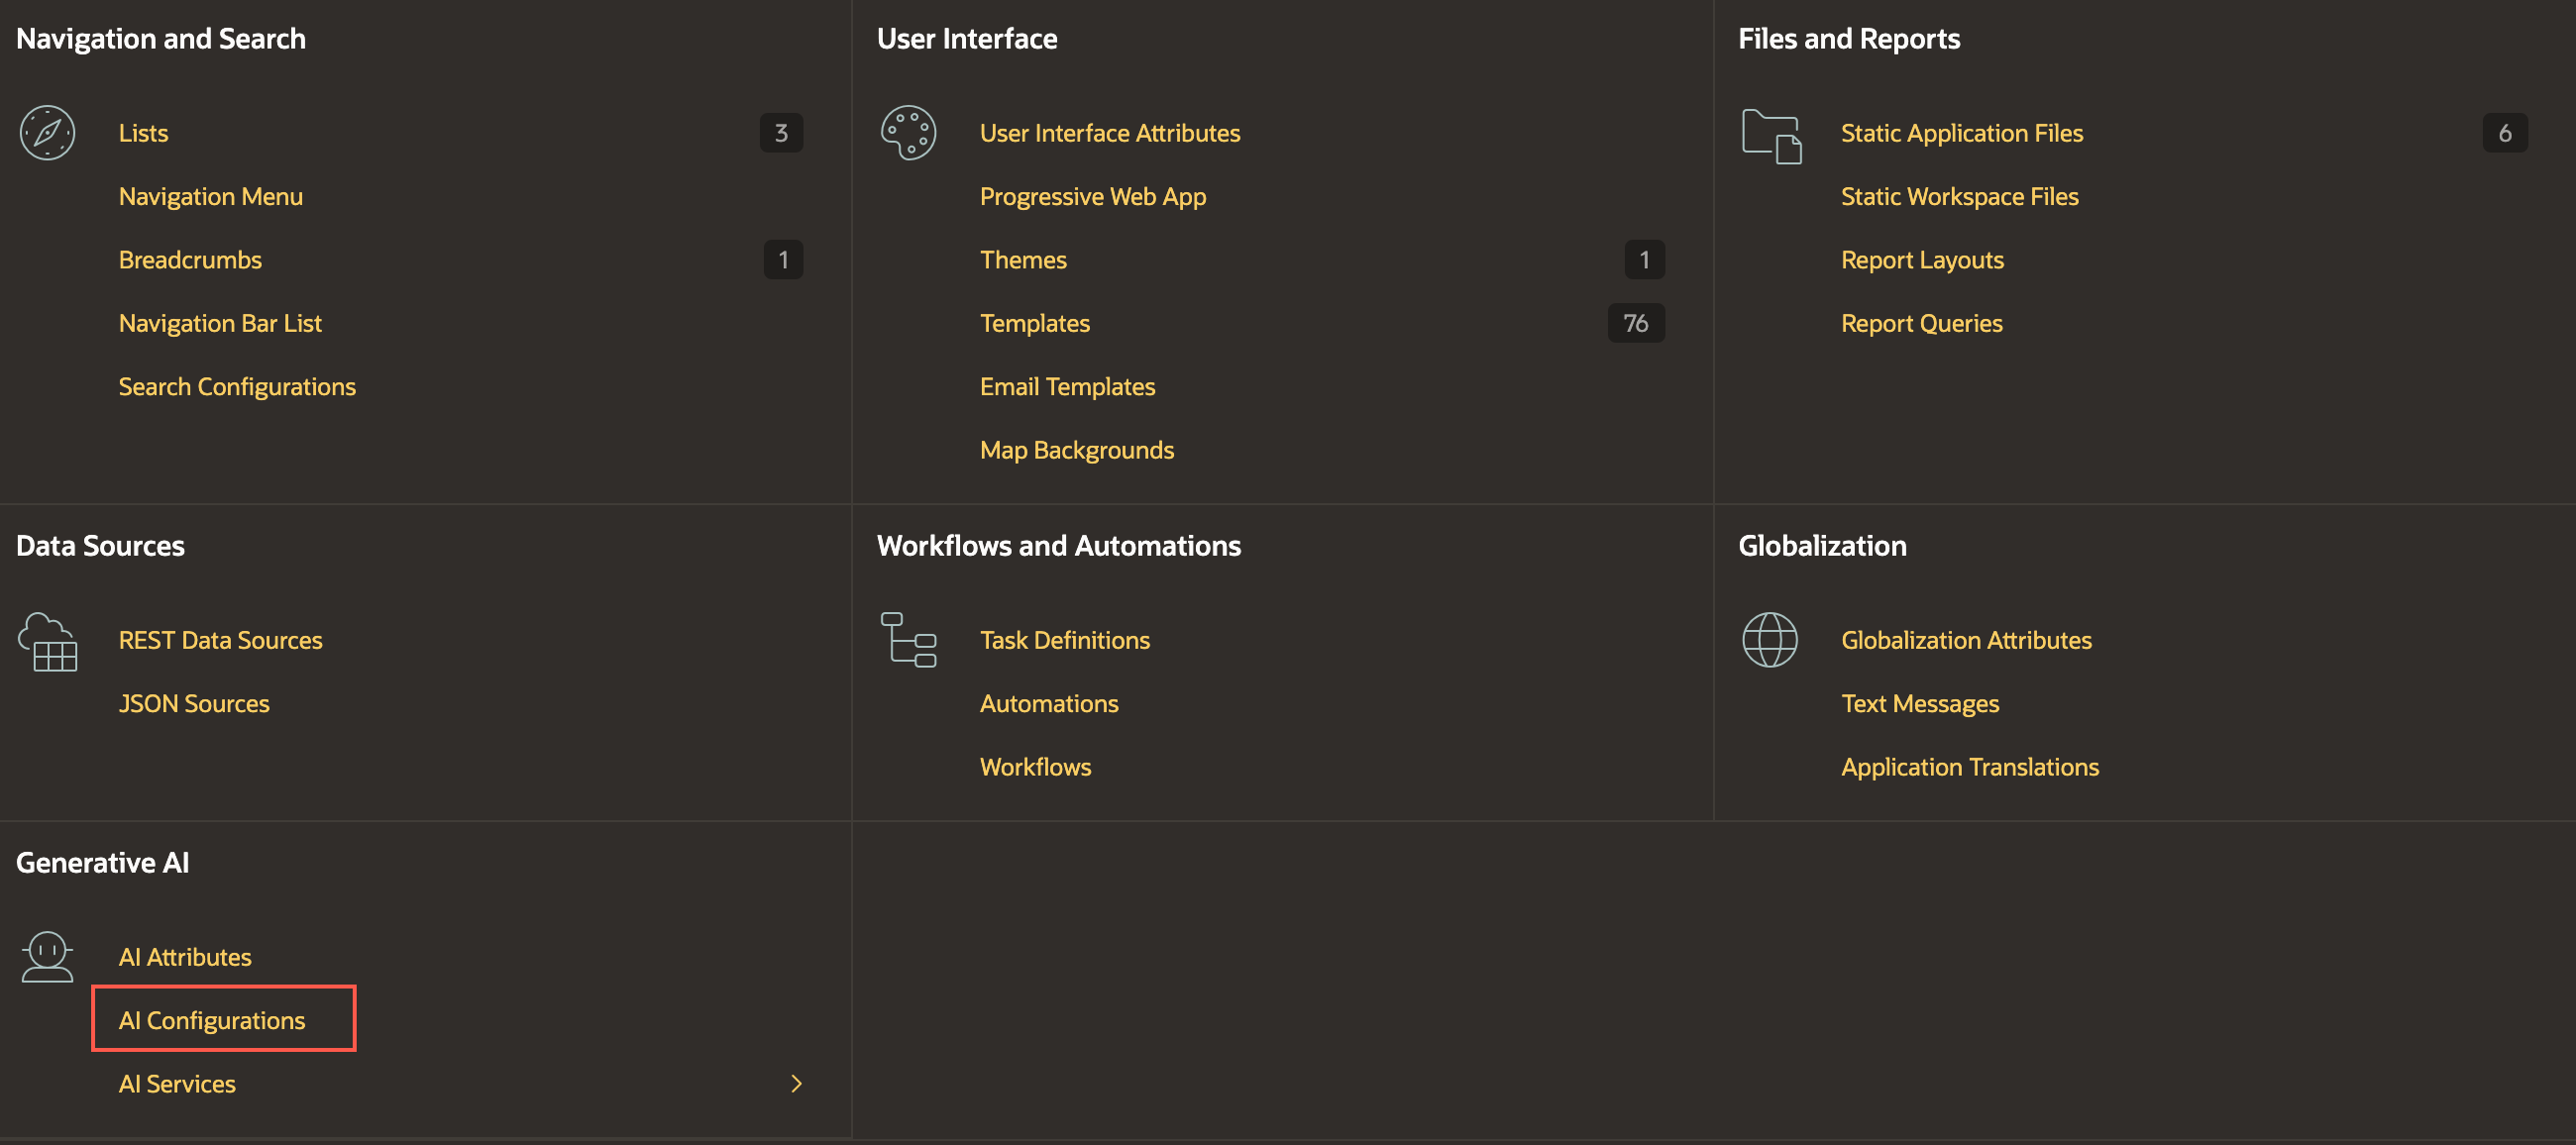 Navigation and Search
Lists 3
Navigation Menu
Breadcrumbs 1
Navigation Bar List
Search Configurations
User Interface
User Interface Attributes
Progressive Web App
Themes 1
Templates 76
Email Templates
Map Backgrounds
Files and Reports
Static Application Files 6
Static Workspace Files
Report Layouts
Report Queries
Data Sources
REST Data Sources
JSON Sources
Workflows and Automations
Task Definitions
Automations
Workflows
Globalization
Globalization Attributes
Text Messages
Application Translations
Generative AI
AI Attributes
AI Configurations
AI Services